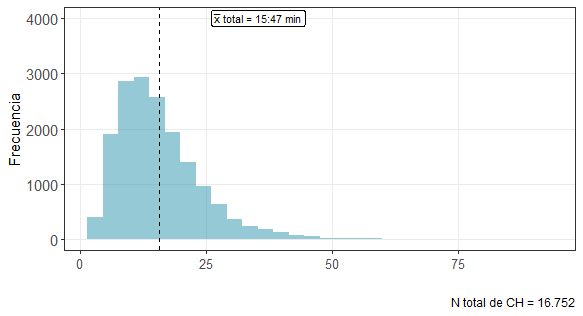 x̅ total = 15:47 min
4000
3000
2000
1000
0
Frecuencia
0 25 50 75
N total de CH = 16.752